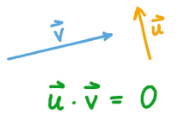 v⃗ u⃗
u⃗ · v⃗ = 0